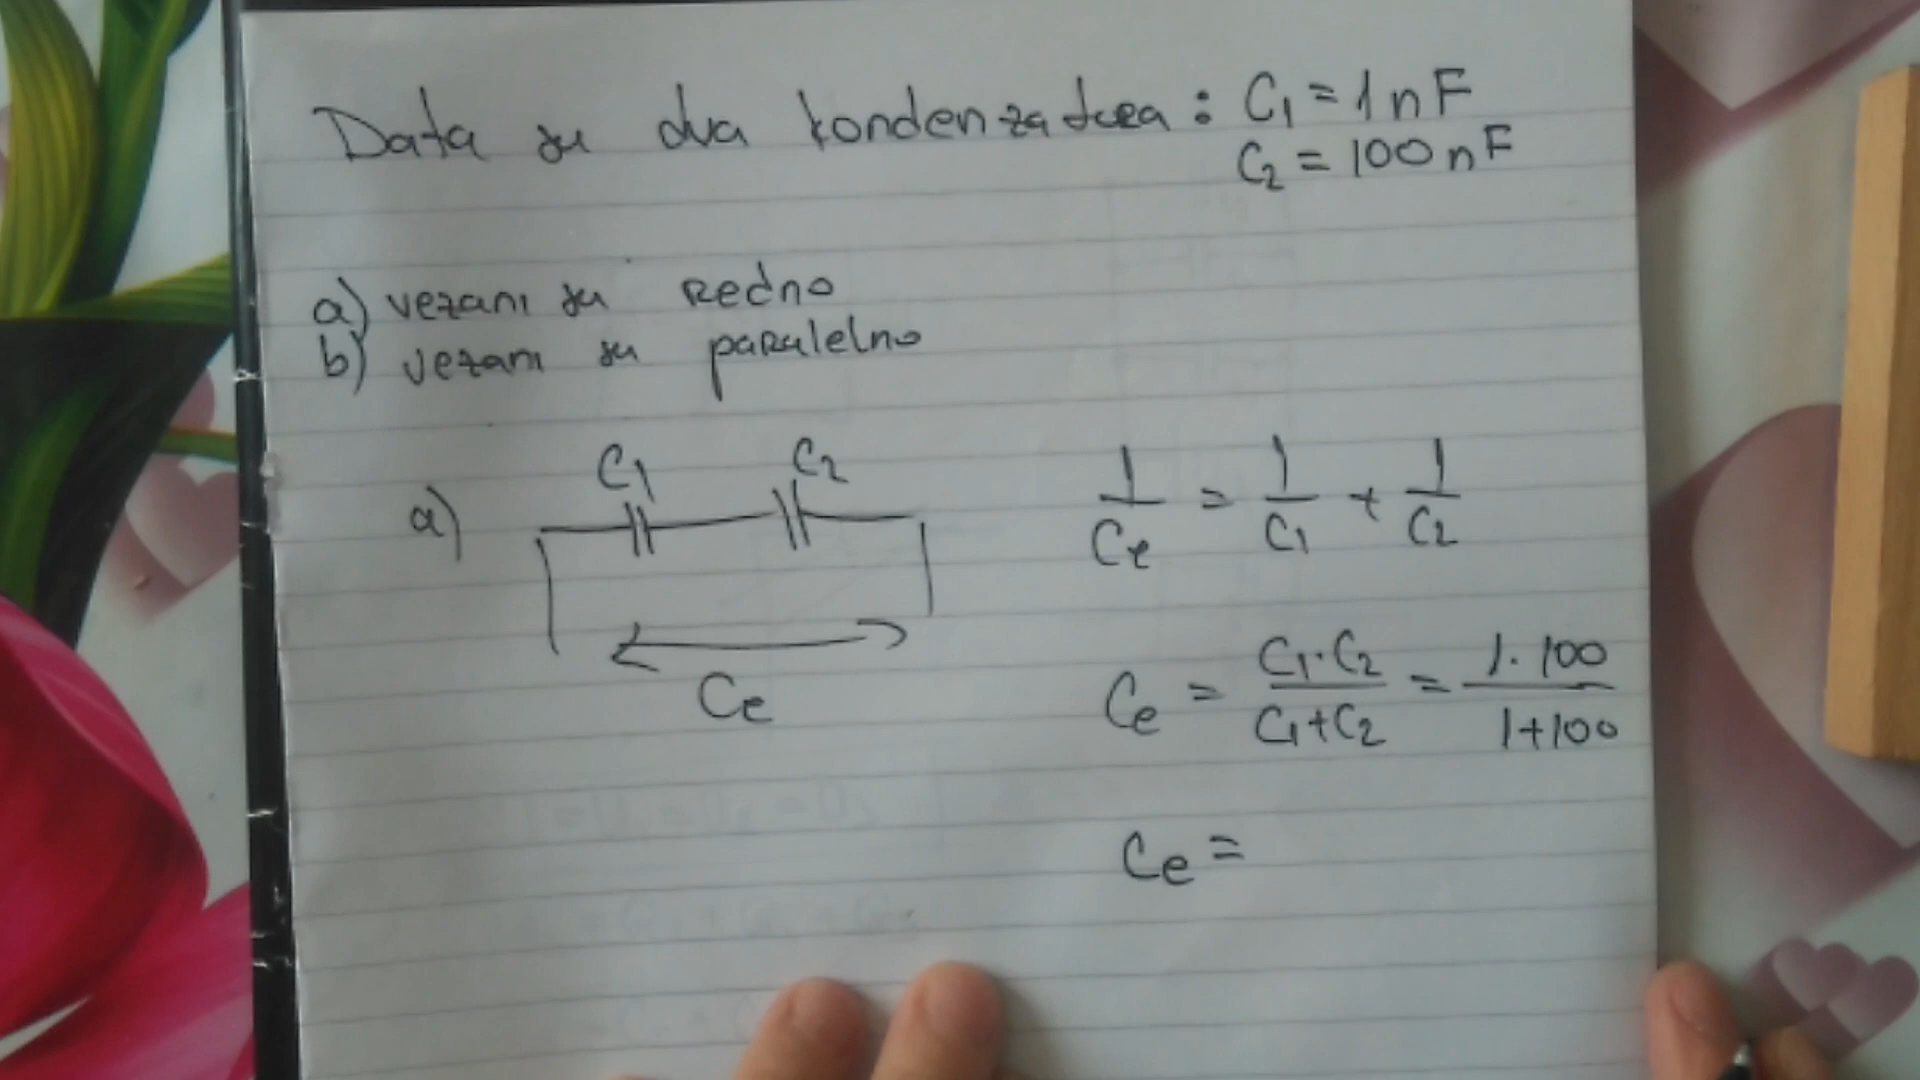 Data su dva kondenzatora: C₁ = 1nF
C₂ = 100nF
a) vezani su redno
b) vezani su paralelno
a)
C₁ C₂
Ce
1/Ce = 1/C₁ + 1/C₂
Ce = C₁·C₂/C₁+C₂ = 1·100/1+100
Ce =